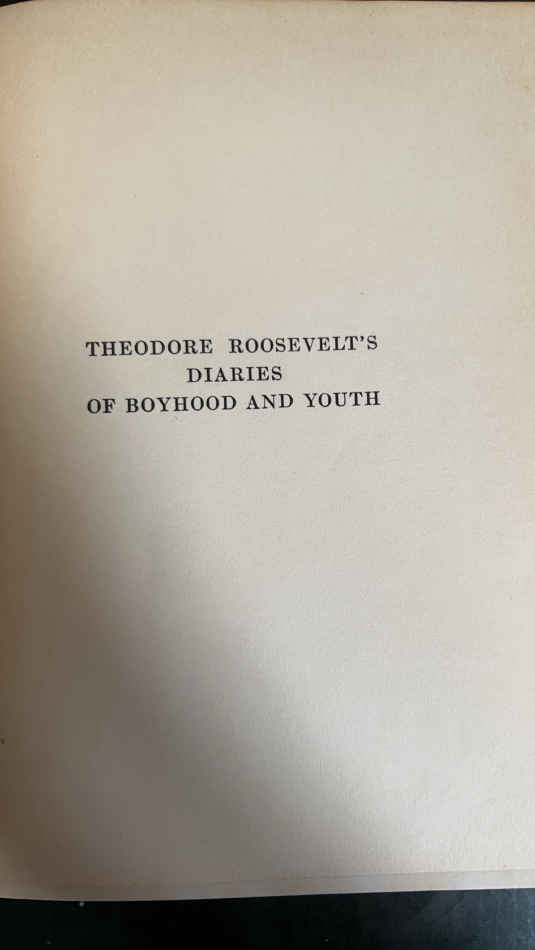 THEODORE ROOSEVELT'S
DIARIES
OF BOYHOOD AND YOUTH